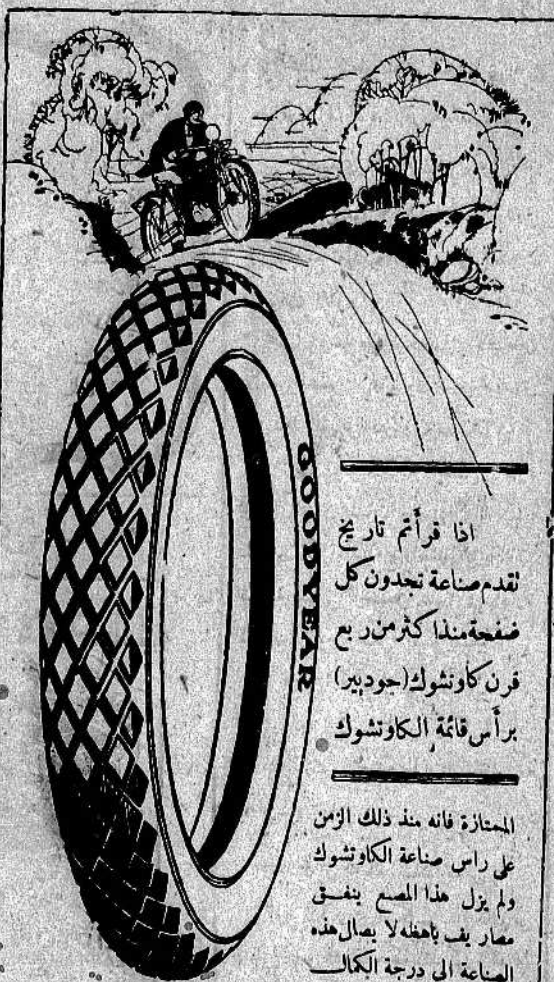 GOODYEAR
اذا قرأتم تاريخ
تقدم صناعة تجدون كل
صفحة منذ اكثر من ربع
قرن كاوتشوك (جوديير)
برأس قائمة الكاوتشوك
الممتازة فانه منذ ذلك الزمن
على راس صناعة الكاوتشوك
ولم يزل هذا المصنع ينفق
مصاريف باهظه لا يصال هذه
الصناعة الى درجة الكمال